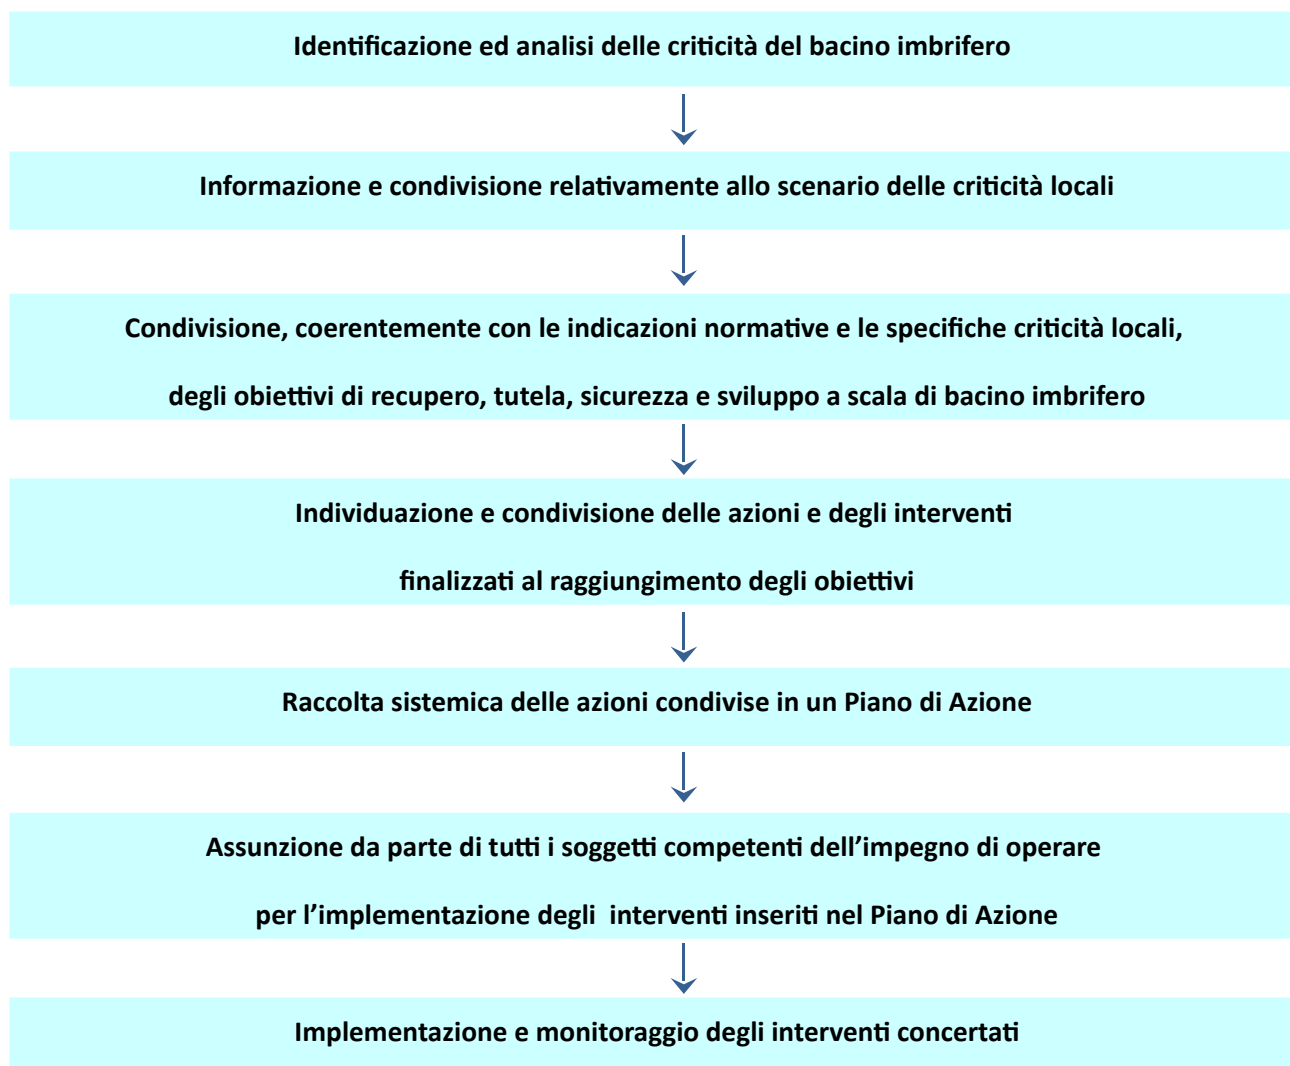 Identificazione ed analisi delle criticità del bacino imbrifero
Informazione e condivisione relativamente allo scenario delle criticità locali
Condivisione, coerentemente con le indicazioni normative e le specifiche criticità locali,
degli obiettivi di recupero, tutela, sicurezza e sviluppo a scala di bacino imbrifero
Individuazione e condivisione delle azioni e degli interventi
finalizzati al raggiungimento degli obiettivi
Raccolta sistemica delle azioni condivise in un Piano di Azione
Assunzione da parte di tutti i soggetti competenti dell’impegno di operare
per l’implementazione degli  interventi inseriti nel Piano di Azione
Implementazione e monitoraggio degli interventi concertati